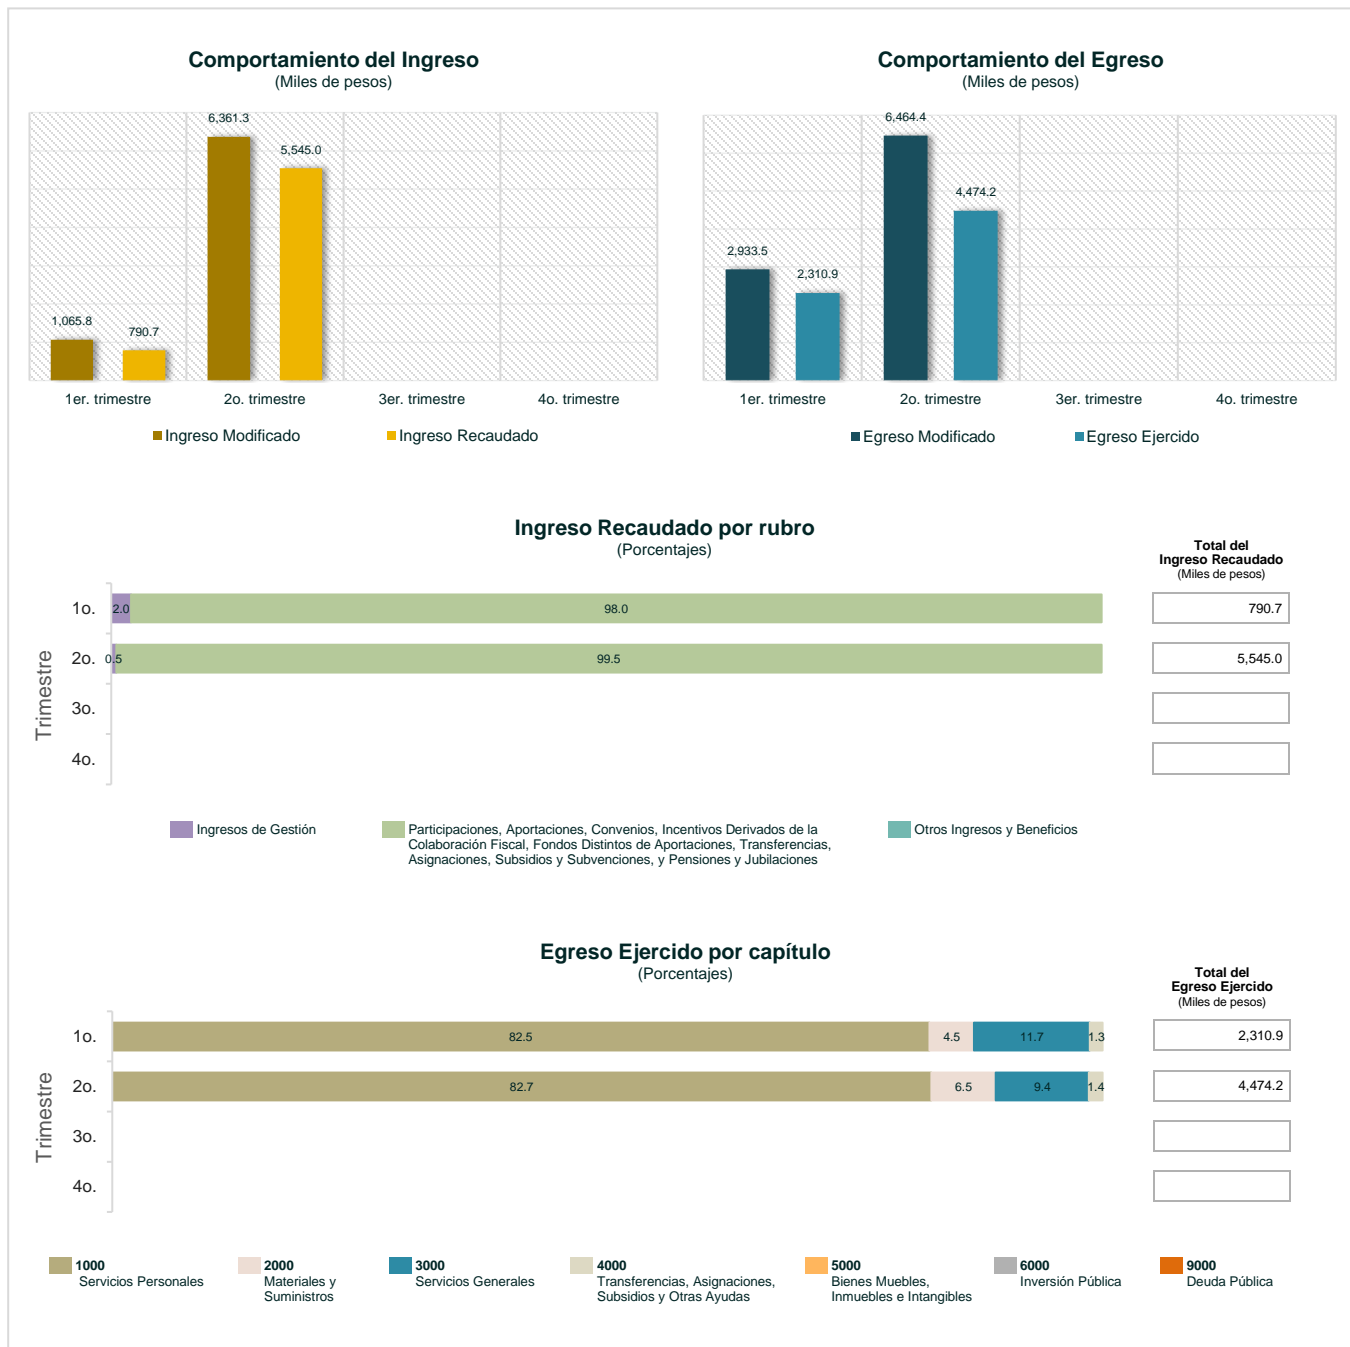 Comportamiento del Ingreso
(Miles de pesos)
6,361.3
5,545.0
1,065.8
790.7
1er. trimestre
2o. trimestre
3er. trimestre
4o. trimestre
Ingreso Modificado
Ingreso Recaudado
Comportamiento del Egreso
(Miles de pesos)
6,464.4
4,474.2
2,933.5
2,310.9
1er. trimestre
2o. trimestre
3er. trimestre
4o. trimestre
Egreso Modificado
Egreso Ejercido
Ingreso Recaudado por rubro
(Porcentajes)
Total del
Ingreso Recaudado
(Miles de pesos)
Trimestre
1o.
2.0
98.0
790.7
2o.
0.5
99.5
5,545.0
3o.
4o.
Ingresos de Gestión
Participaciones, Aportaciones, Convenios, Incentivos Derivados de la
Colaboración Fiscal, Fondos Distintos de Aportaciones, Transferencias,
Asignaciones, Subsidios y Subvenciones, y Pensiones y Jubilaciones
Otros Ingresos y Beneficios
Egreso Ejercido por capítulo
(Porcentajes)
Total del
Egreso Ejercido
(Miles de pesos)
Trimestre
1o.
82.5
4.5
11.7
1.3
2,310.9
2o.
82.7
6.5
9.4
1.4
4,474.2
3o.
4o.
1000
Servicios Personales
2000
Materiales y
Suministros
3000
Servicios Generales
4000
Transferencias, Asignaciones,
Subsidios y Otras Ayudas
5000
Bienes Muebles,
Inmuebles e Intangibles
6000
Inversión Pública
9000
Deuda Pública